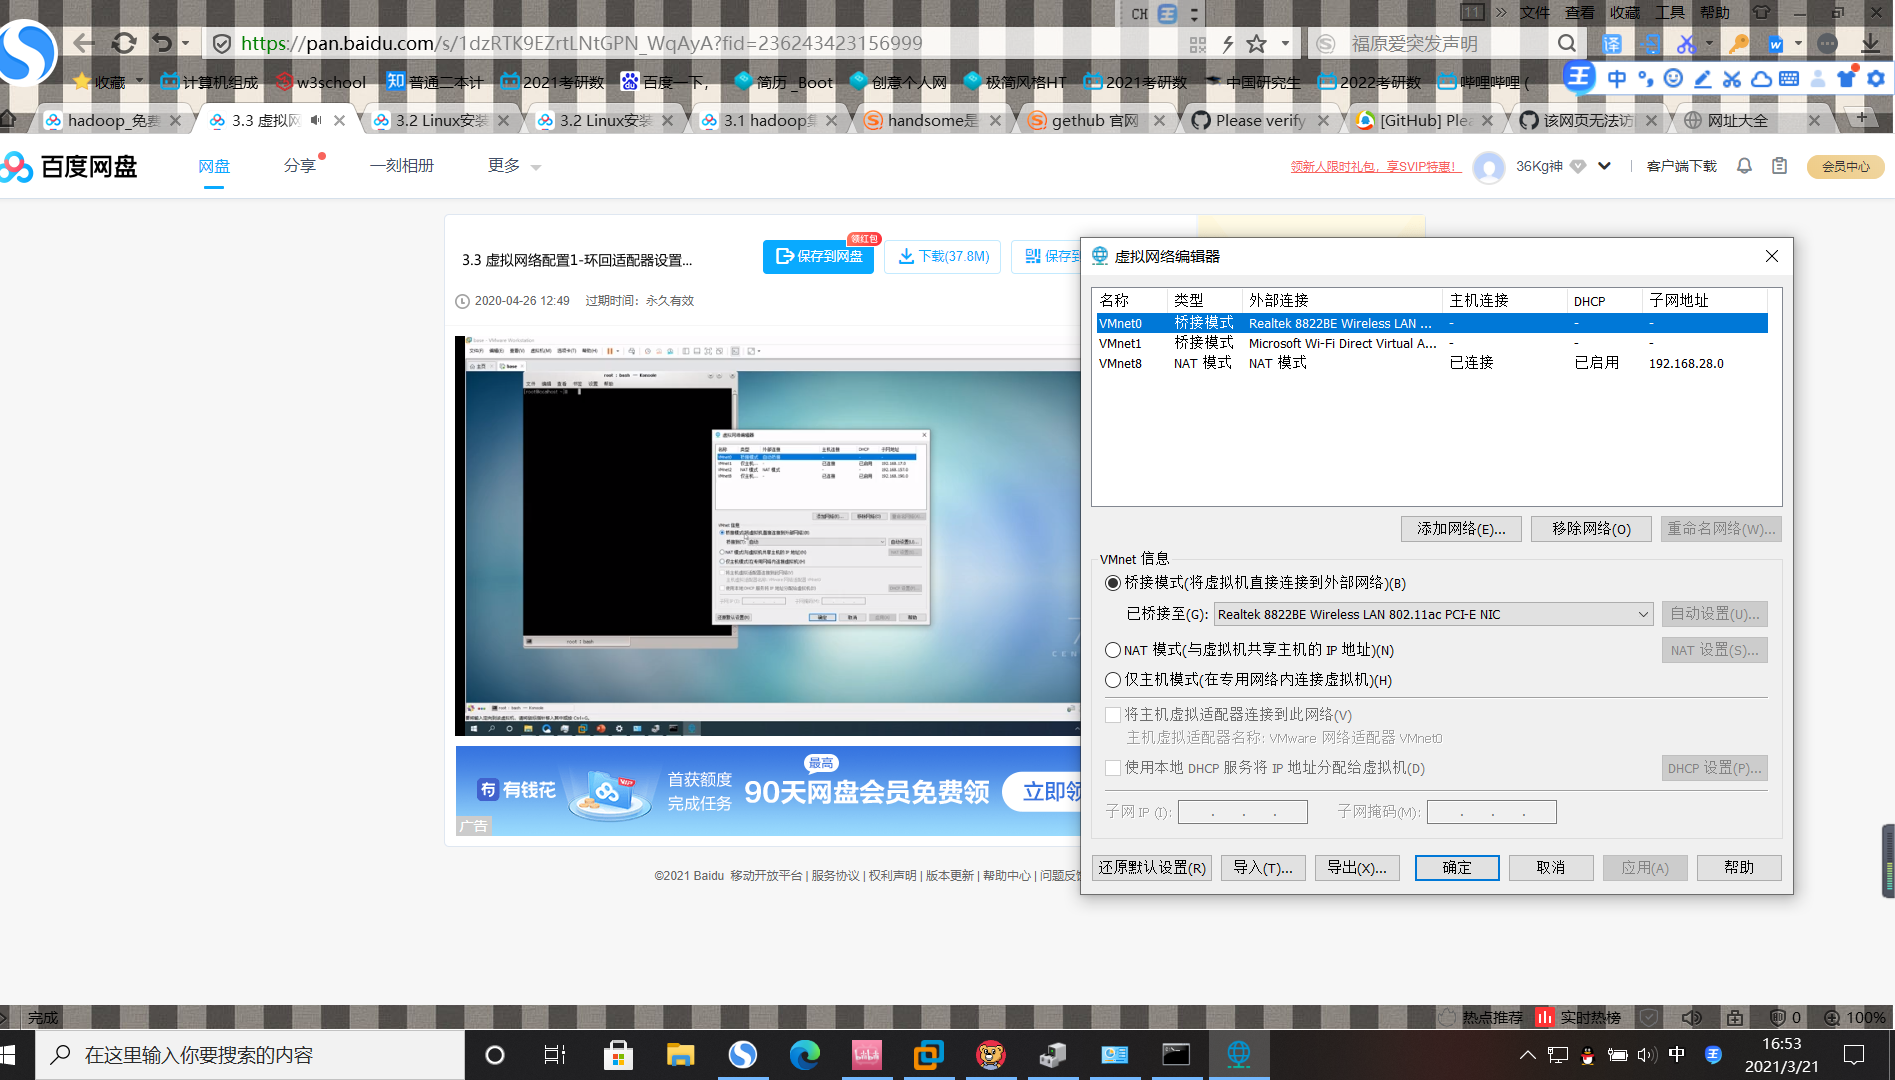 CH
文件 查看 收藏 工具 帮助
https://pan.baidu.com/s/1dzRTK9EZrtLNtGPN_WqAyA?fid=236243423156999
福原爱突发声明
收藏 计算机组成 w3school 普通二本计 2021考研数 百度一下, 简历_Boot 创意个人网 极简风格HT 2021考研数 中国研究生 2022考研数 哔哩哔哩 (
中
hadoop_免费 3.3 虚拟网 3.2 Linux安装 3.2 Linux安装 3.1 hadoop集 handsome是 gethub 官网 Please verify [GitHub] Plea 该网页无法访 网址大全
百度网盘 网盘 分享 一刻相册 更多
领新人限时礼包，享SVIP特惠! 36Kg神 客户端下载 会员中心
3.3 虚拟网络配置1-环回适配器设置...
领红包
保存到网盘 下载(37.8M) 保存到
2020-04-26 12:49 过期时间：永久有效
root : bash — Konsole
有钱花
首获额度
完成任务
最高
90天网盘会员免费领
立即领
广告
©2021 Baidu 移动开放平台 | 服务协议 | 权利声明 | 版本更新 | 帮助中心 | 问题反馈
虚拟网络编辑器
名称 类型 外部连接 主机连接 DHCP 子网地址
VMnet0 桥接模式 Realtek 8822BE Wireless LAN ... - - -
VMnet1 桥接模式 Microsoft Wi-Fi Direct Virtual A... - - -
VMnet8 NAT 模式 NAT 模式 已连接 已启用 192.168.28.0
添加网络(E)... 移除网络(O) 重命名网络(W)...
VMnet 信息
桥接模式(将虚拟机直接连接到外部网络)(B)
已桥接至(G): Realtek 8822BE Wireless LAN 802.11ac PCI-E NIC 自动设置(U)...
NAT 模式(与虚拟机共享主机的 IP 地址)(N) NAT 设置(S)...
仅主机模式(在专用网络内连接虚拟机)(H)
将主机虚拟适配器连接到此网络(V)
主机虚拟适配器名称: VMware 网络适配器 VMnet0
使用本地 DHCP 服务将 IP 地址分配给虚拟机(D) DHCP 设置(P)...
子网 IP (I): . . . 子网掩码(M): . . .
还原默认设置(R) 导入(T)... 导出(X)... 确定 取消 应用(A) 帮助
完成
热点推荐 实时热榜 0 100%
在这里输入你要搜索的内容
中
16:53
2021/3/21